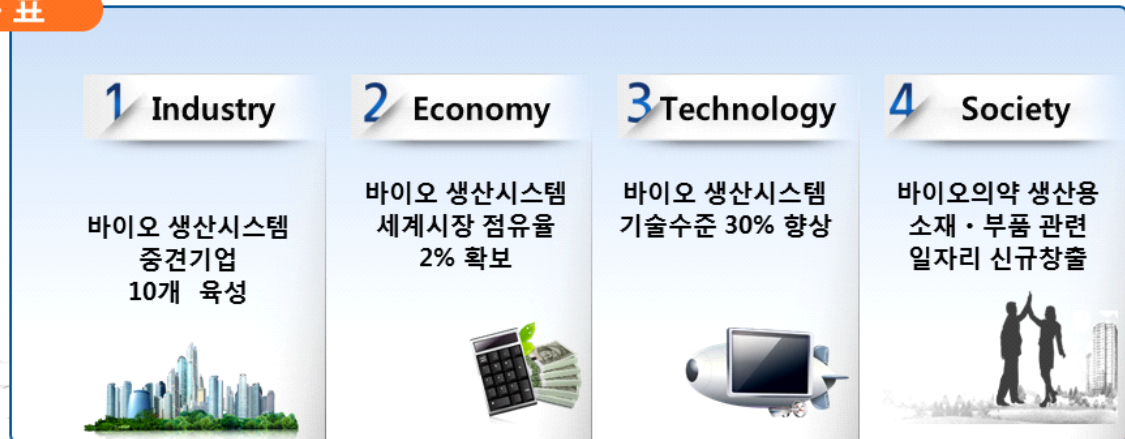 표
1 Industry
바이오 생산시스템
중견기업
10개 육성
2 Economy
바이오 생산시스템
세계시장 점유율
2% 확보
3 Technology
바이오 생산시스템
기술수준 30% 향상
4 Society
바이오의약 생산용
소재・부품 관련
일자리 신규창출